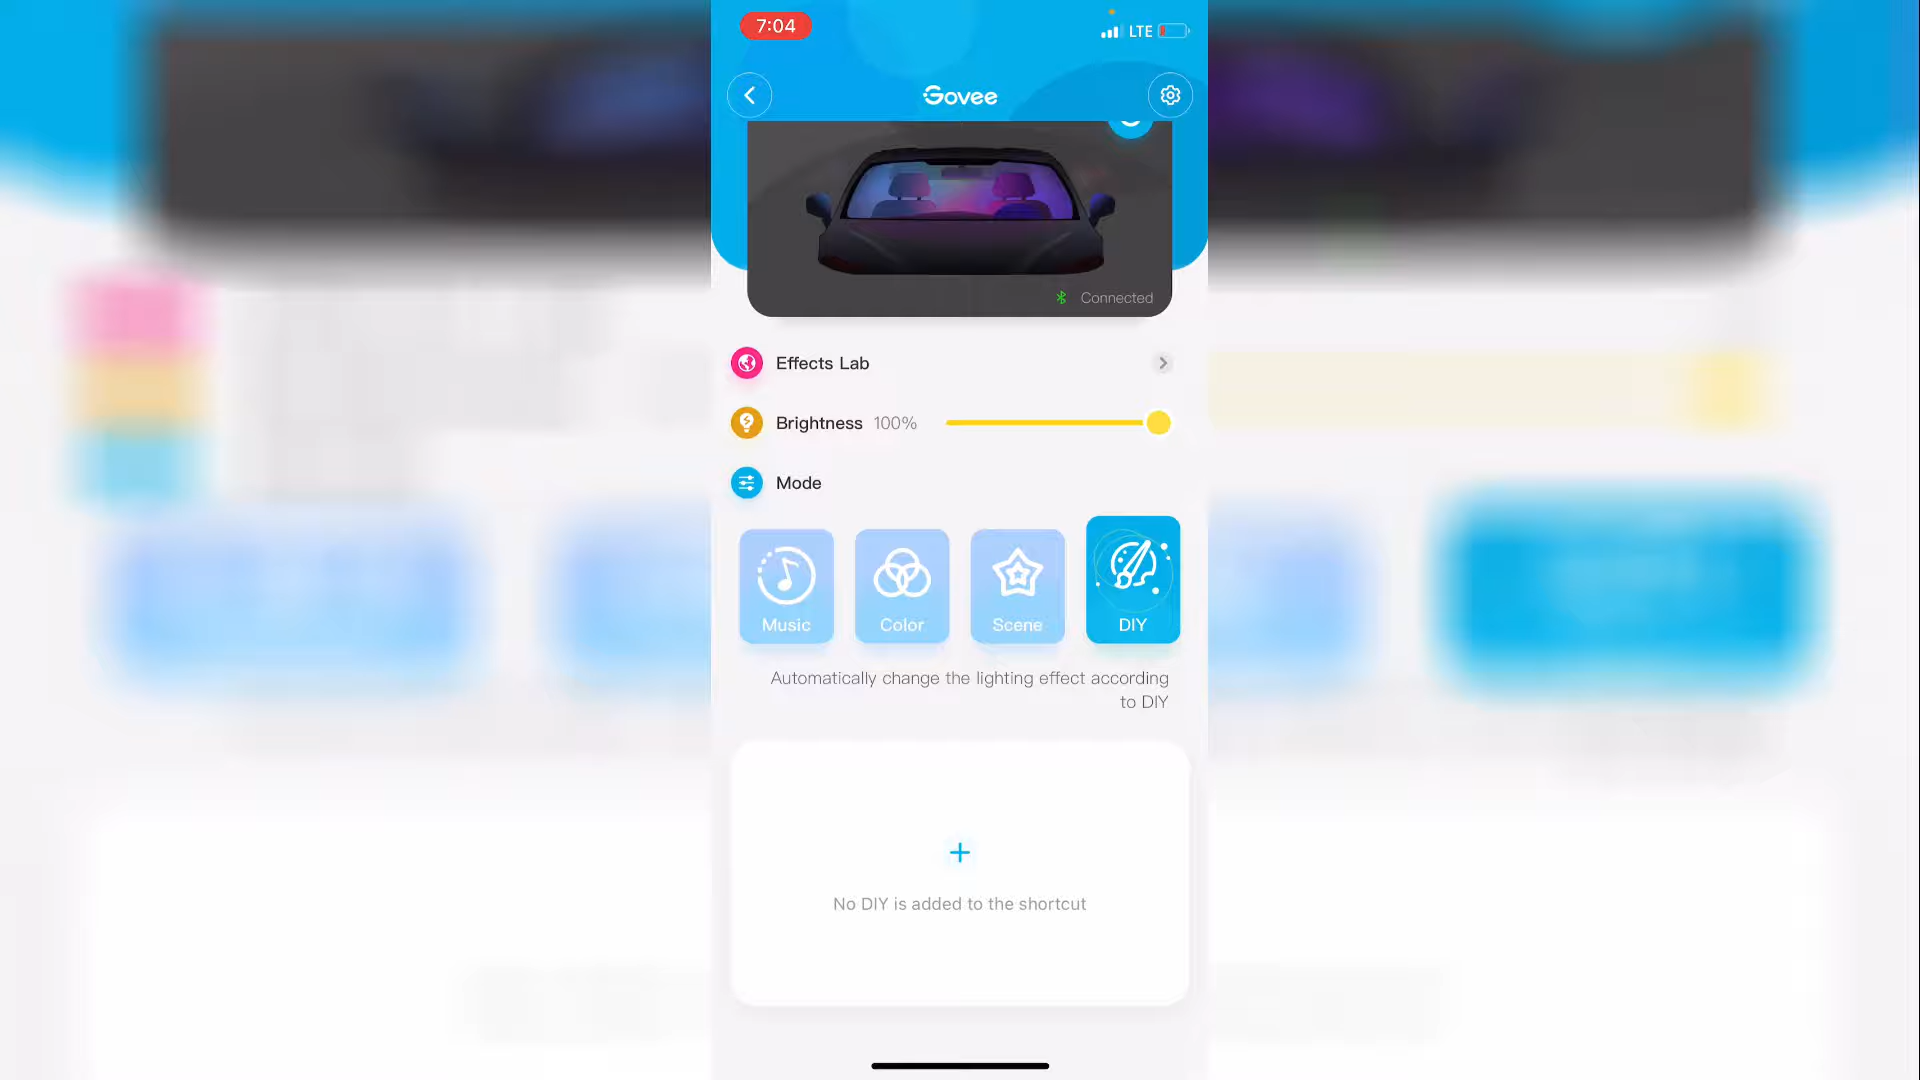 7:04
LTE
Govee
Connected
Effects Lab
Brightness 100%
Mode
Music
Color
Scene
DIY
Automatically change the lighting effect according
to DIY
No DIY is added to the shortcut